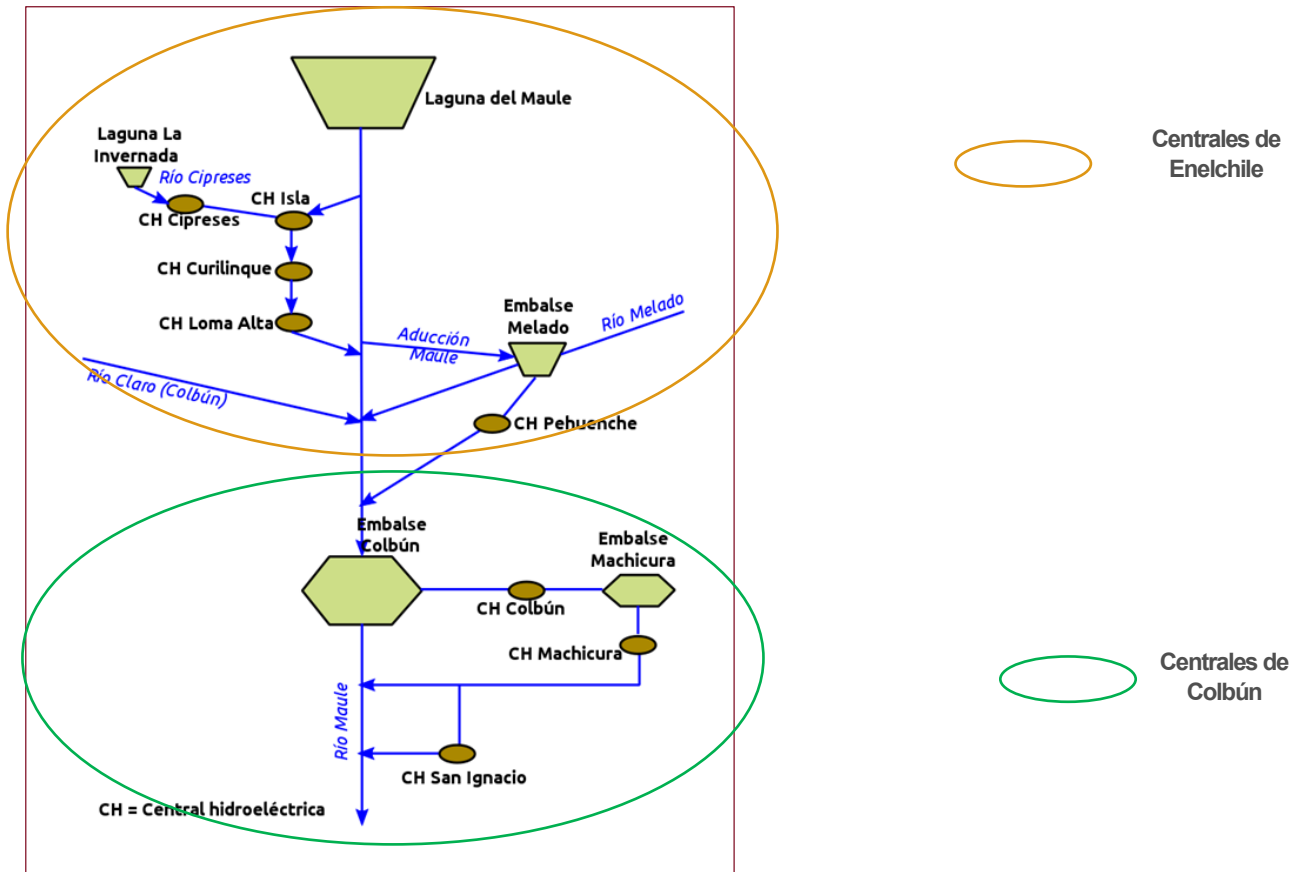 Laguna del Maule
Laguna La
Invernada
Río Cipreses
CH Isla
CH Cipreses
CH Curilinque
CH Loma Alta
Embalse
Melado
Río Melado
Aducción
Maule
Río Claro (Colbún)
CH Pehuenche
Embalse
Colbún
Embalse
Machicura
CH Colbún
CH Machicura
Río Maule
CH San Ignacio
CH = Central hidroeléctrica
Centrales de
Enelchile
Centrales de
Colbún